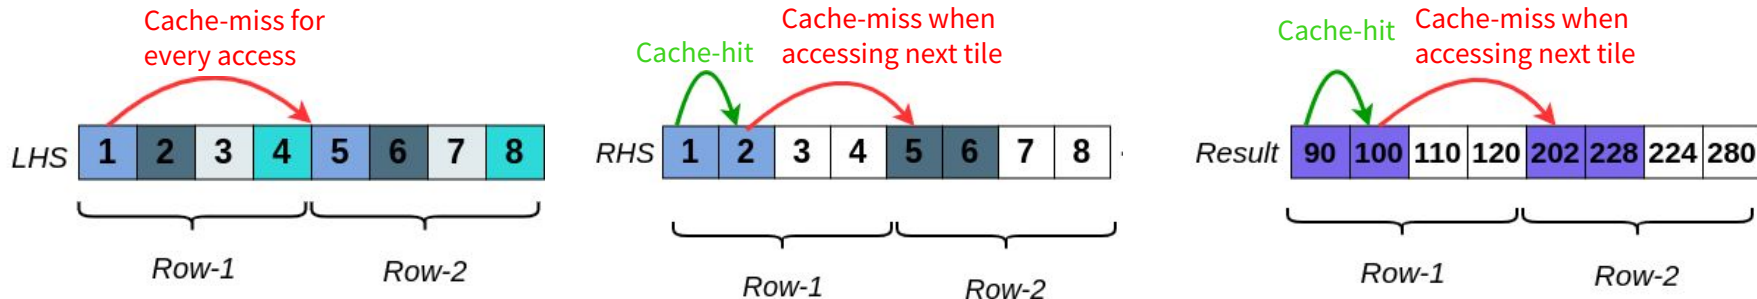 Cache-miss for
every access
LHS 1 2 3 4 5 6 7 8
Row-1 Row-2
Cache-hit
Cache-miss when
accessing next tile
RHS 1 2 3 4 5 6 7 8
Row-1 Row-2
Cache-hit
Cache-miss when
accessing next tile
Result 90 100 110 120 202 228 224 280
Row-1 Row-2